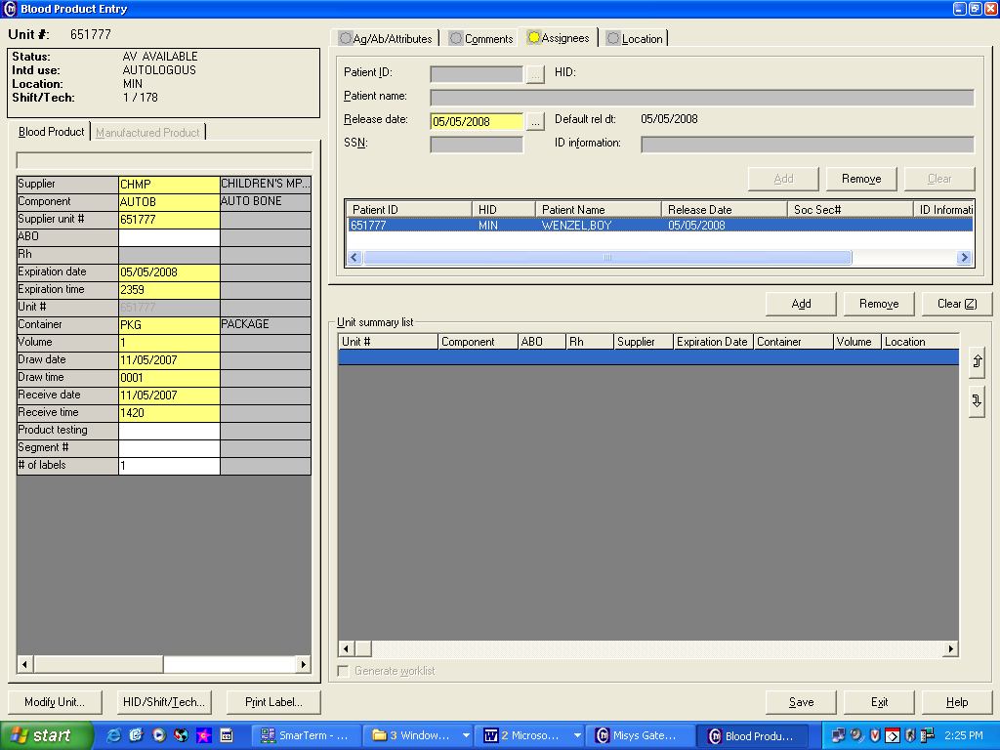 Blood Product Entry
Unit #: 651777
Status: AV AVAILABLE
Intd use: AUTOLOGOUS
Location: MIN
Shift/Tech: 1 / 178
Blood Product Manufactured Product
Supplier CHMP CHILDREN'S MP...
Component AUTOB AUTO BONE
Supplier unit # 651777
ABO
Rh
Expiration date 05/05/2008
Expiration time 2359
Unit # 651777
Container PKG PACKAGE
Volume 1
Draw date 11/05/2007
Draw time 0001
Receive date 11/05/2007
Receive time 1420
Product testing
Segment #
# of labels 1
Modify Unit... HID/Shift/Tech... Print Label...
Ag/Ab/Attributes Comments Assignees Location
Patient ID: ... HID:
Patient name:
Release date: 05/05/2008 ... Default rel dt: 05/05/2008
SSN: ID information:
Add Remove Clear
Patient ID HID Patient Name Release Date Soc Sec# ID Informati
651777 MIN WENZEL,BOY 05/05/2008
Add Remove Clear (Z)
Unit summary list
Unit # Component ABO Rh Supplier Expiration Date Container Volume Location
Generate worklist
Save Exit Help
start SmarTerm - ... 3 Window... 2 Microso... Misys Gate... Blood Produ... 2:25 PM